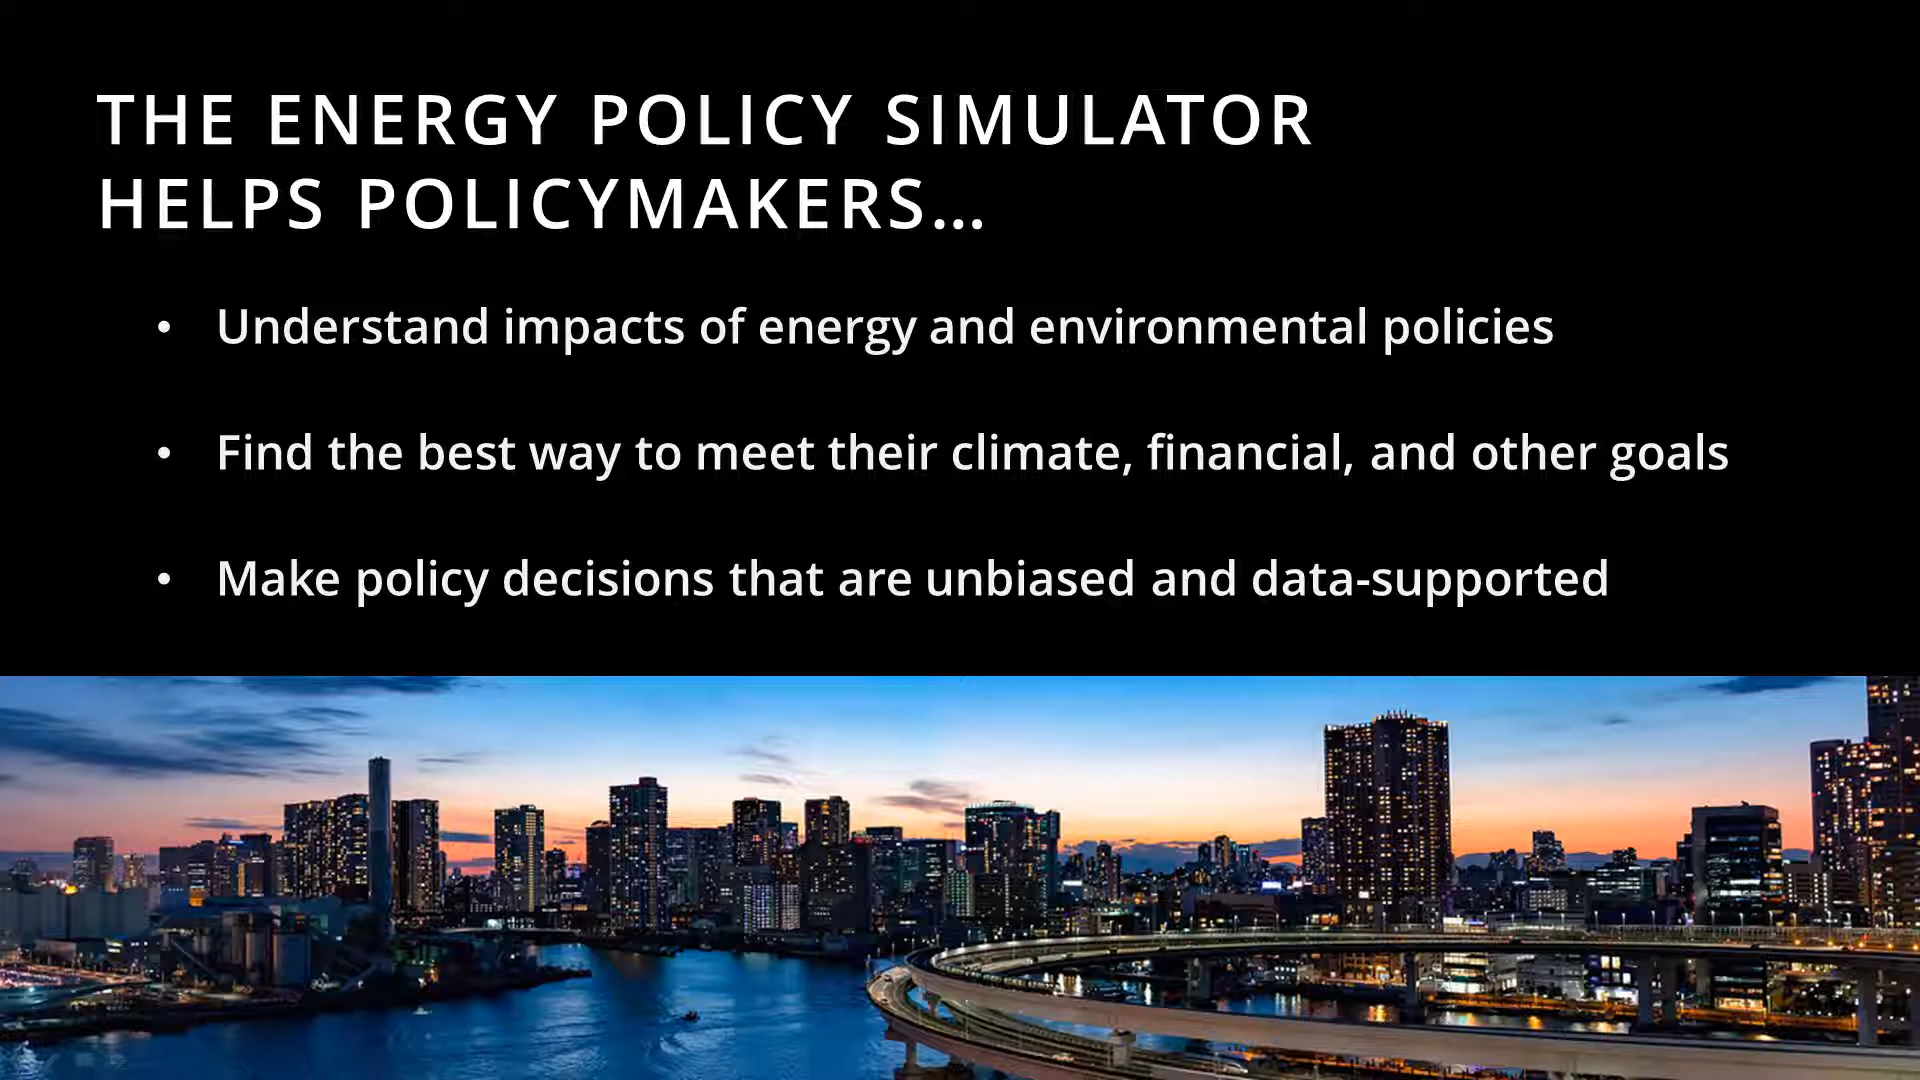 THE ENERGY POLICY SIMULATOR
HELPS POLICYMAKERS…
• Understand impacts of energy and environmental policies
• Find the best way to meet their climate, financial, and other goals
• Make policy decisions that are unbiased and data-supported